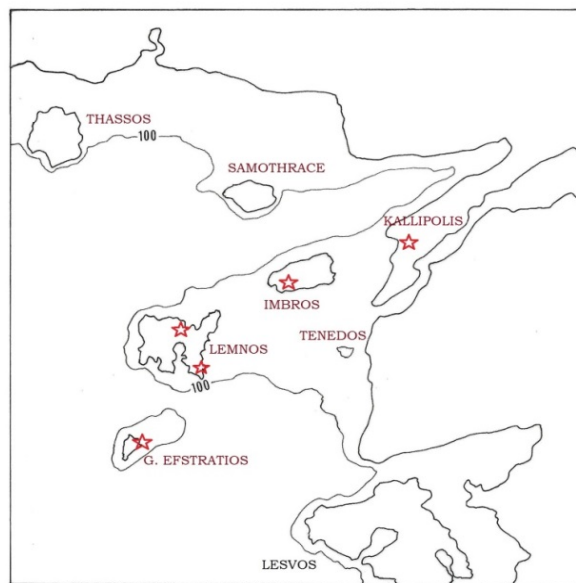 THASSOS
100
SAMOTHRACE
KALLIPOLIS
IMBROS
TENEDOS
LEMNOS
100
G. EFSTRATIOS
LESVOS